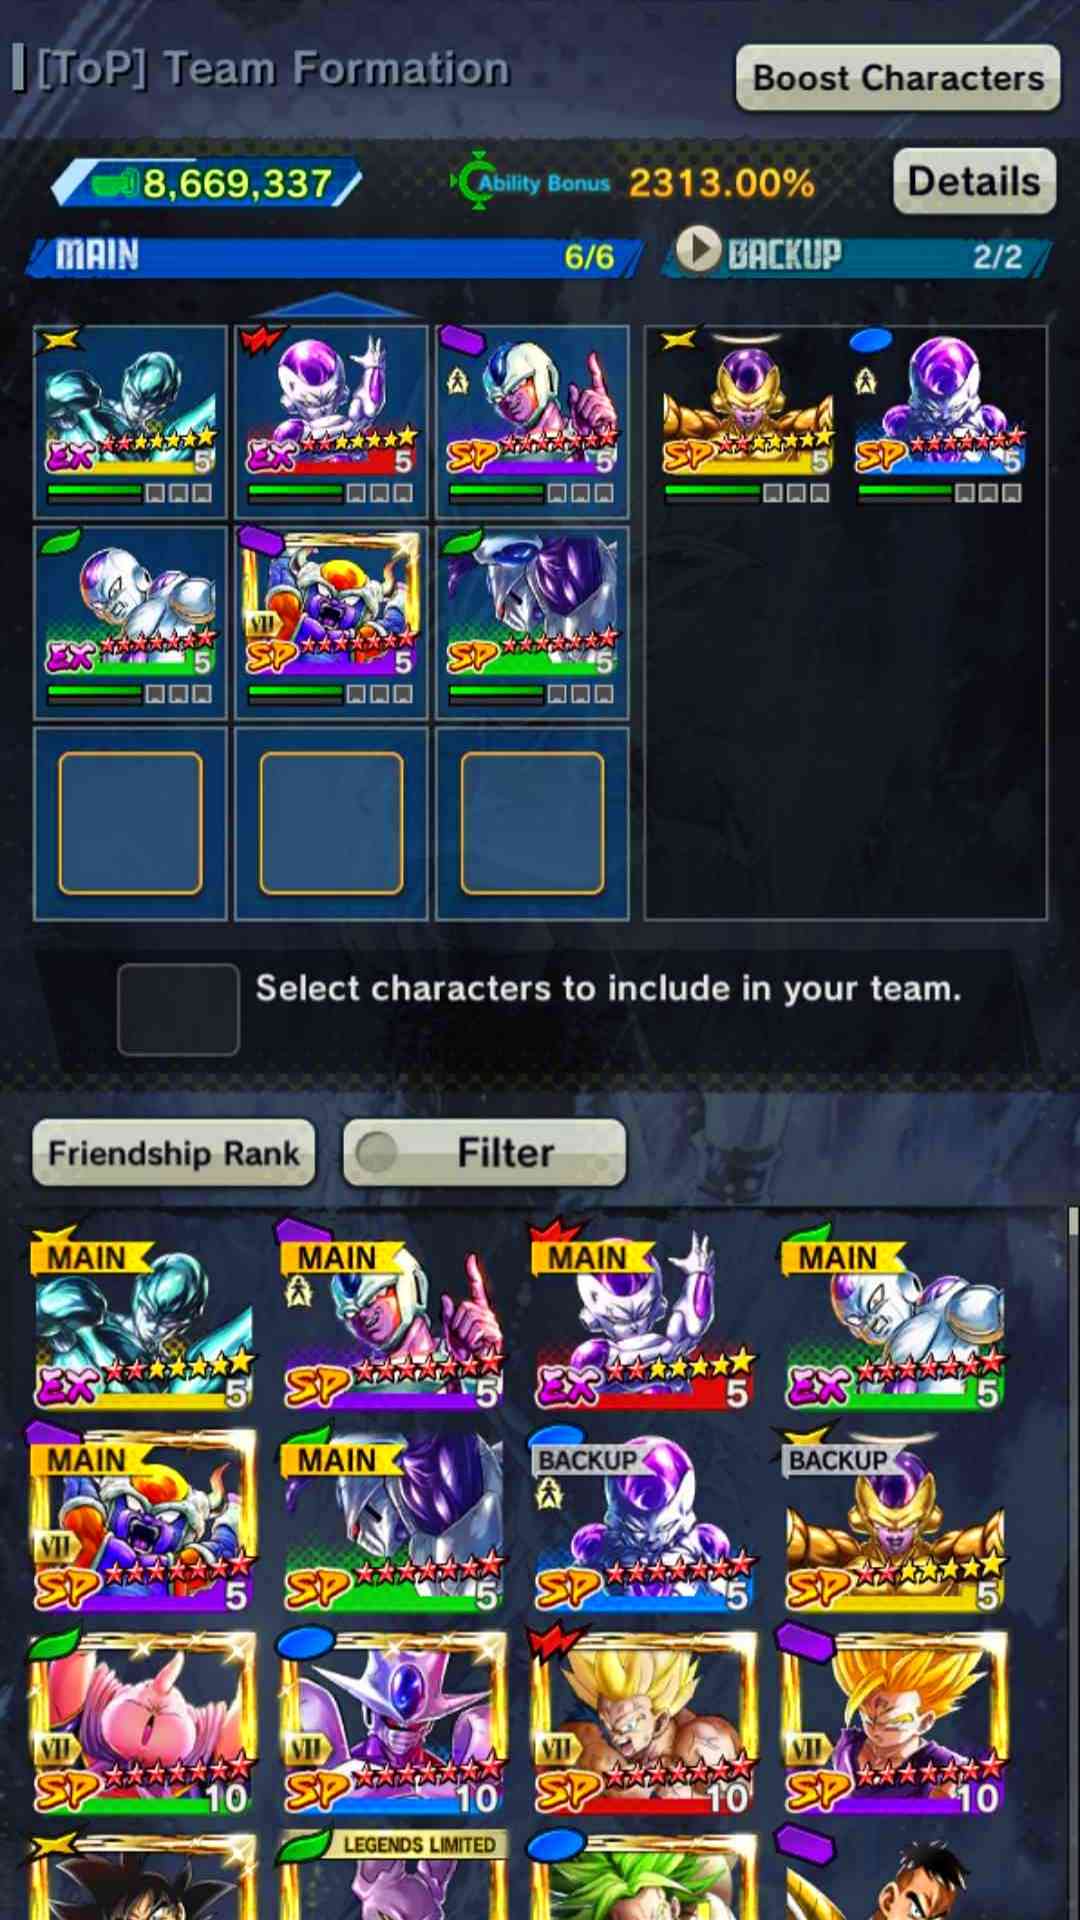 [ToP] Team Formation
Boost Characters
8,669,337
Ability Bonus 2313.00%
Details
MAIN 6/6
BACKUP 2/2
EX 5
EX 5
SP 5
SP 5
SP 5
EX 5
VII SP 5
SP 5
Select characters to include in your team.
Friendship Rank
Filter
MAIN EX 5
MAIN SP 5
MAIN EX 5
MAIN EX 5
MAIN VII SP 5
MAIN SP 5
BACKUP SP 5
BACKUP SP 5
VII SP 10
VII SP 10
VII SP 10
VII SP 10
LEGENDS LIMITED